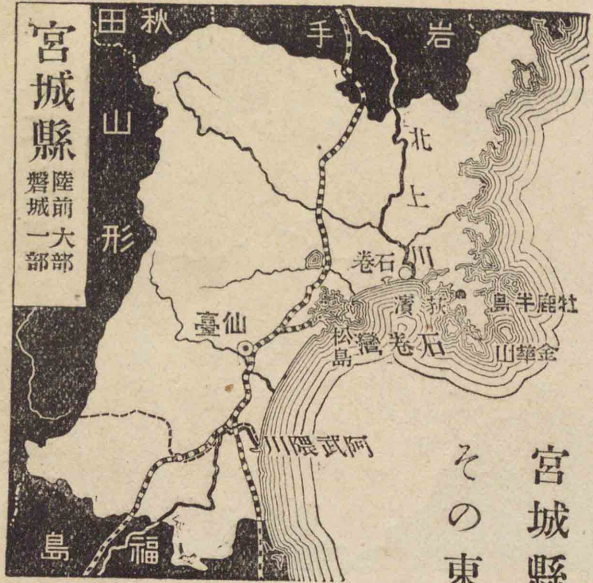 宮城縣
陸前大部
磐城一部
秋田
岩手
山形
福島
北上川
石卷
荻濱
牡鹿半島
金華山
石卷灣
松島
仙臺
阿武隈川
宮城縣
その東